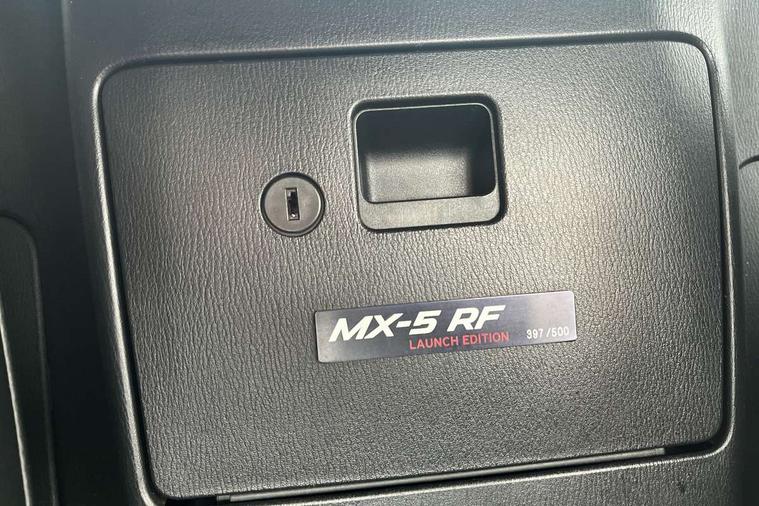 MX-5 RF
LAUNCH EDITION 397/500